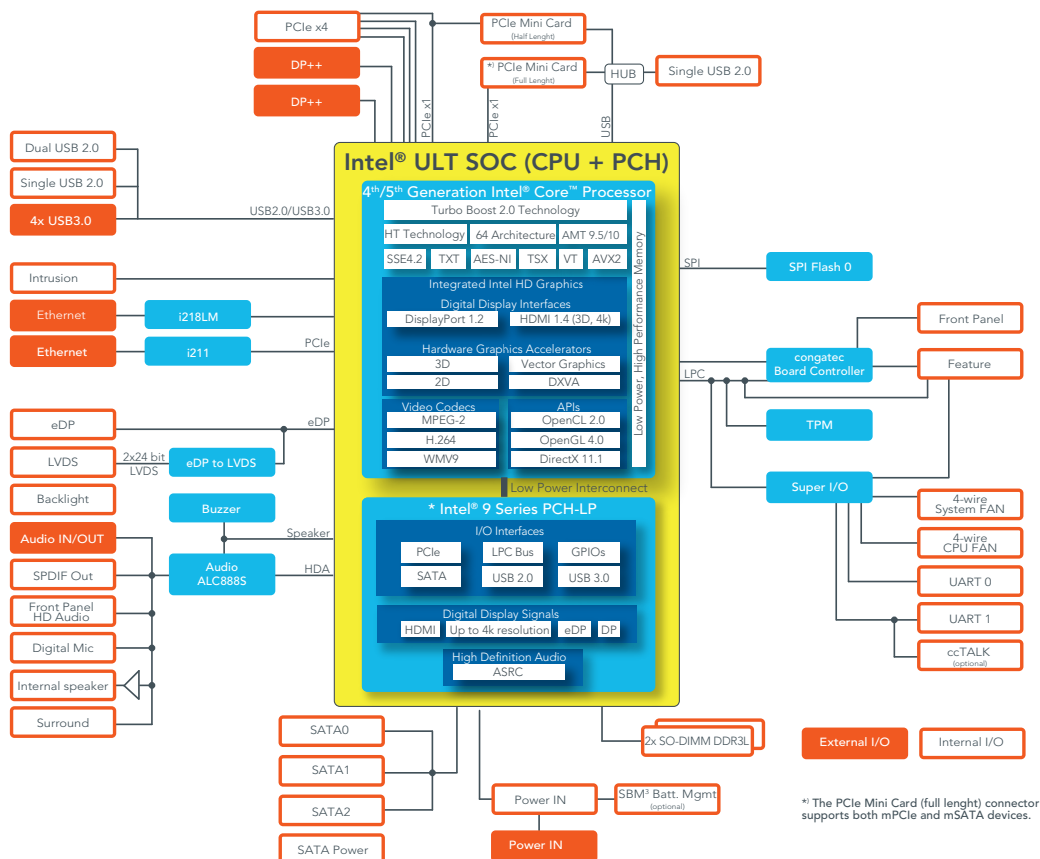 PCIe x4
DP++
DP++
PCIe Mini Card
(Half Lenght)
*) PCIe Mini Card
(Full Lenght)
HUB
Single USB 2.0
PCIe x1
PCIe x1
USB
Dual USB 2.0
Single USB 2.0
4x USB3.0
USB2.0/USB3.0
Intrusion
Ethernet
i218LM
Ethernet
i211
PCIe
eDP
eDP
LVDS
2x24 bit
LVDS
eDP to LVDS
Backlight
Buzzer
Speaker
Audio IN/OUT
SPDIF Out
Audio
ALC888S
HDA
Front Panel
HD Audio
Digital Mic
Internal speaker
Surround
Intel® ULT SOC (CPU + PCH)
4th/5th Generation Intel® Core™ Processor
Turbo Boost 2.0 Technology
HT Technology
64 Architecture
AMT 9.5/10
SSE4.2
TXT
AES-NI
TSX
VT
AVX2
Low Power, High Performance Memory
Integrated Intel HD Graphics
Digital Display Interfaces
DisplayPort 1.2
HDMI 1.4 (3D, 4k)
Hardware Graphics Accelerators
3D
Vector Graphics
2D
DXVA
Video Codecs
MPEG-2
H.264
WMV9
APIs
OpenCL 2.0
OpenGL 4.0
DirectX 11.1
Low Power Interconnect
* Intel® 9 Series PCH-LP
I/O Interfaces
PCIe
LPC Bus
GPIOs
SATA
USB 2.0
USB 3.0
Digital Display Signals
HDMI
Up to 4k resolution
eDP
DP
High Definition Audio
ASRC
SPI
SPI Flash 0
LPC
congatec
Board Controller
Front Panel
Feature
TPM
Super I/O
4-wire
System FAN
4-wire
CPU FAN
UART 0
UART 1
ccTALK
(optional)
SATA0
SATA1
SATA2
SATA Power
2x SO-DIMM DDR3L
Power IN
SBM³ Batt. Mgmt
(optional)
Power IN
External I/O
Internal I/O
*) The PCIe Mini Card (full lenght) connector
supports both mPCIe and mSATA devices.